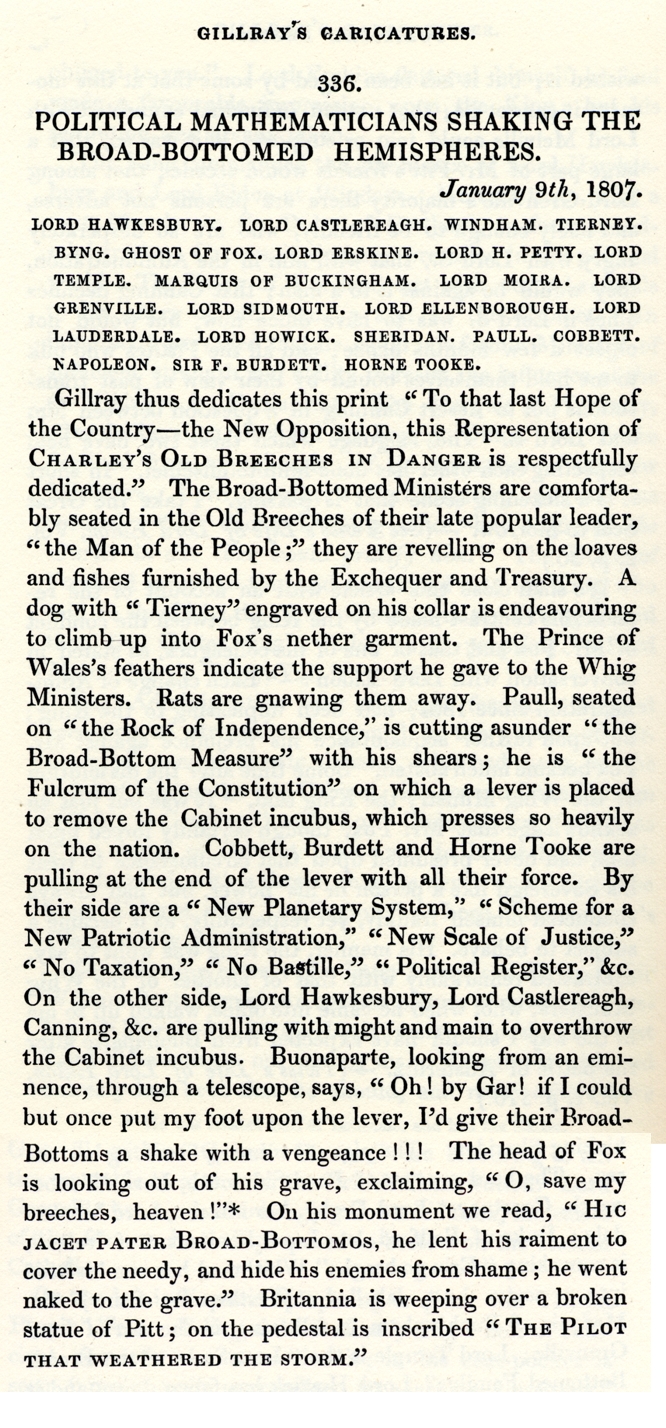 GILLRAY'S CARICATURES.
336.
POLITICAL MATHEMATICIANS SHAKING THE
BROAD-BOTTOMED HEMISPHERES.
January 9th, 1807.
LORD HAWKESBURY. LORD CASTLEREAGH. WINDHAM. TIERNEY.
BYNG. GHOST OF FOX. LORD ERSKINE. LORD H. PETTY. LORD
TEMPLE. MARQUIS OF BUCKINGHAM. LORD MOIRA. LORD
GRENVILLE. LORD SIDMOUTH. LORD ELLENBOROUGH. LORD
LAUDERDALE. LORD HOWICK. SHERIDAN. PAULL. COBBETT.
NAPOLEON. SIR F. BURDETT. HORNE TOOKE.
Gillray thus dedicates this print “To that last Hope of
the Country—the New Opposition, this Representation of
CHARLEY'S OLD BREECHES IN DANGER is respectfully
dedicated.” The Broad-Bottomed Ministers are comforta-
bly seated in the Old Breeches of their late popular leader,
“the Man of the People;” they are revelling on the loaves
and fishes furnished by the Exchequer and Treasury. A
dog with “Tierney” engraved on his collar is endeavouring
to climb up into Fox's nether garment. The Prince of
Wales's feathers indicate the support he gave to the Whig
Ministers. Rats are gnawing them away. Paull, seated
on “the Rock of Independence,” is cutting asunder “the
Broad-Bottom Measure” with his shears; he is “the
Fulcrum of the Constitution” on which a lever is placed
to remove the Cabinet incubus, which presses so heavily
on the nation. Cobbett, Burdett and Horne Tooke are
pulling at the end of the lever with all their force. By
their side are a “New Planetary System,” “Scheme for a
New Patriotic Administration,” “New Scale of Justice,”
“No Taxation,” “No Bastille,” “Political Register,” &c.
On the other side, Lord Hawkesbury, Lord Castlereagh,
Canning, &c. are pulling with might and main to overthrow
the Cabinet incubus. Buonaparte, looking from an emi-
nence, through a telescope, says, “Oh! by Gar! if I could
but once put my foot upon the lever, I'd give their Broad-
Bottoms a shake with a vengeance!!! The head of Fox
is looking out of his grave, exclaiming, “O, save my
breeches, heaven!”* On his monument we read, “HIC
JACET PATER BROAD-BOTTOMOS, he lent his raiment to
cover the needy, and hide his enemies from shame; he went
naked to the grave.” Britannia is weeping over a broken
statue of Pitt; on the pedestal is inscribed “THE PILOT
THAT WEATHERED THE STORM.”